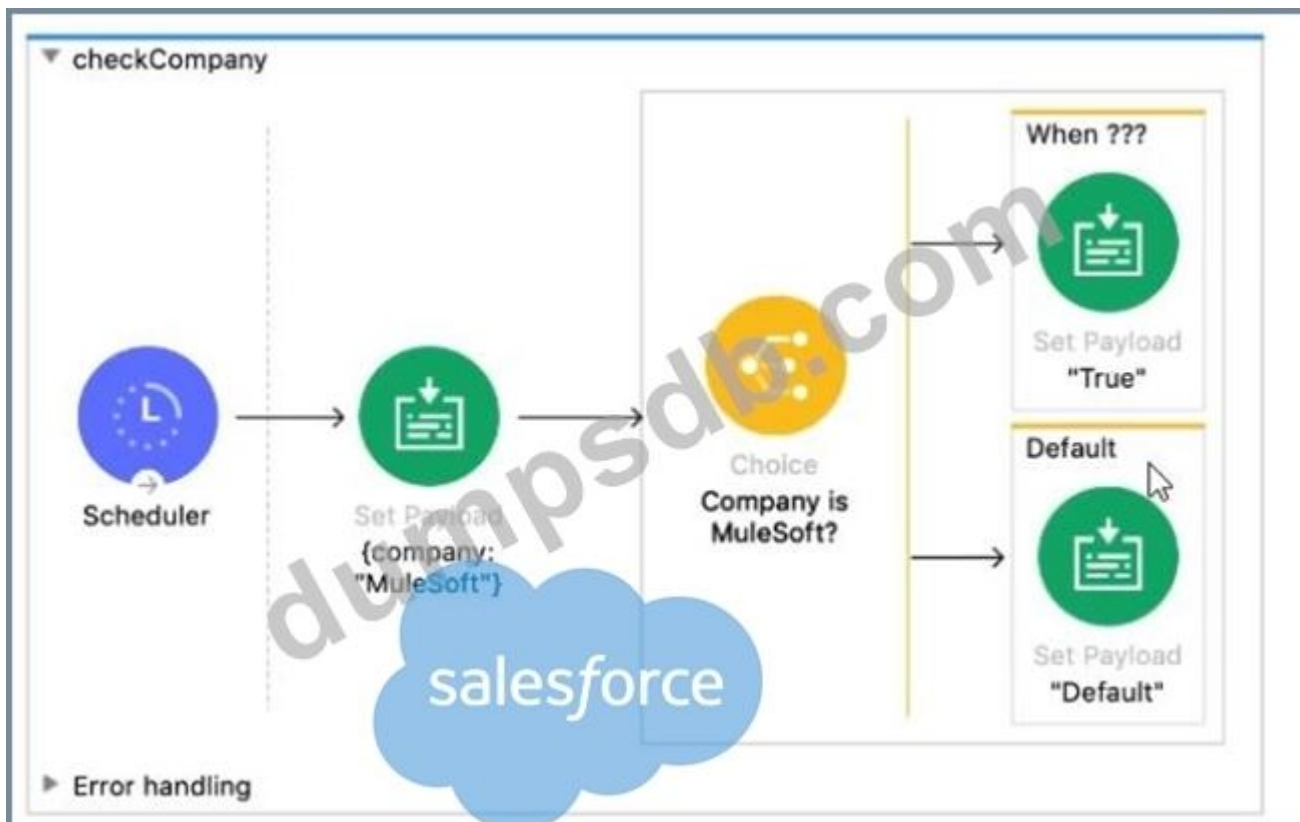 checkCompany
When ???
Set Payload
"True"
Default
Set Payload
"Default"
Choice
Company is
MuleSoft?
Scheduler
Set Payload
{company:
"MuleSoft"}
dumpsdb.com
salesforce
Error handling